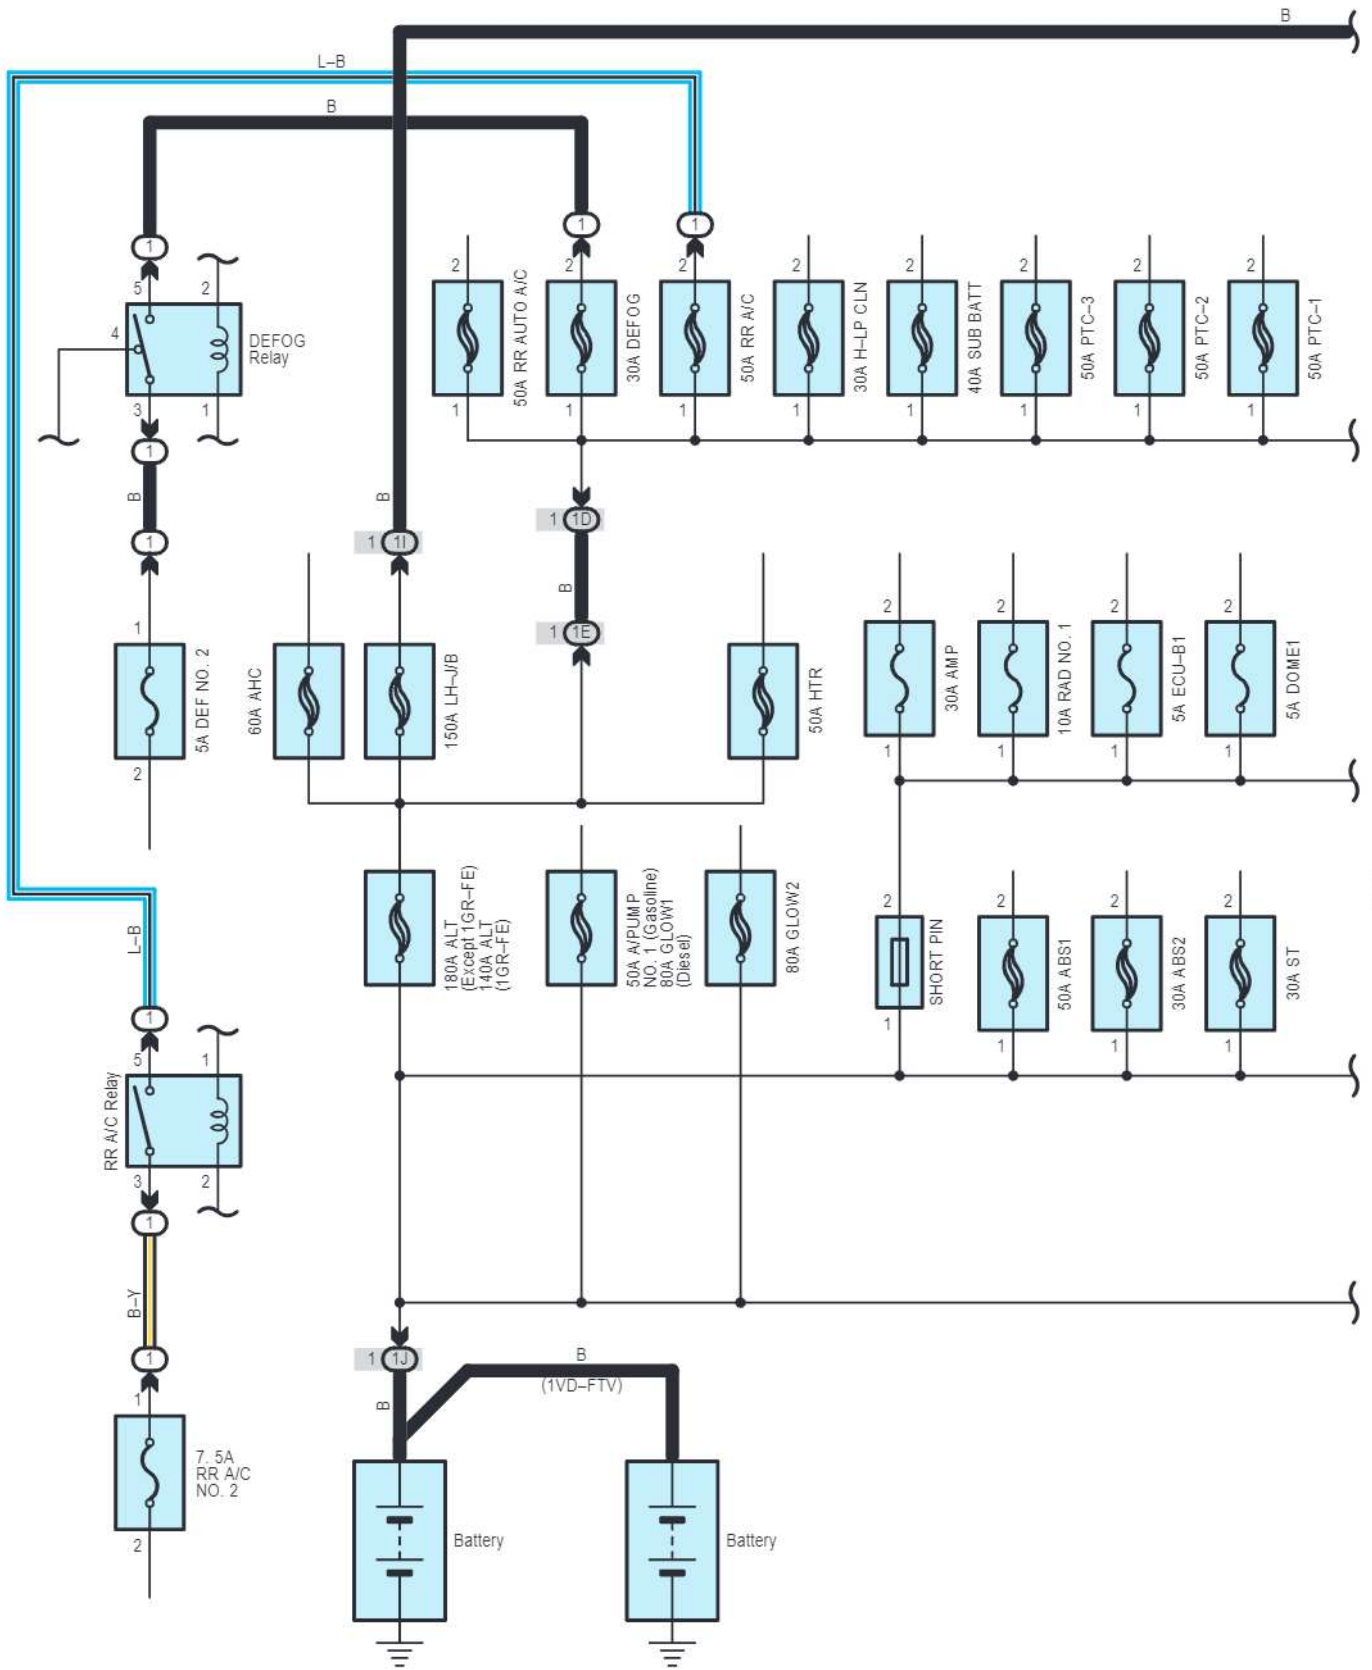 B
L–B
B
1
1
1
5
2
DEFOG
Relay
4
3
1
1
B
1
1
5A DEF NO. 2
2
2
50A RR AUTO A/C
1
2
30A DEFOG
1
2
50A RR A/C
1
2
30A H–LP CLN
1
2
40A SUB BATT
1
2
50A PTC–3
1
2
50A PTC–2
1
2
50A PTC–1
1
B
1 1I
1 1D
B
1 1E
60A AHC
150A LH–J/B
50A HTR
2
30A AMP
1
2
10A RAD NO. 1
1
2
5A ECU–B1
1
2
5A DOME1
1
180A ALT
(Except 1GR–FE)
140A ALT
(1GR–FE)
50A A/PUMP
NO. 1 (Gasoline)
80A GLOW1
(Diesel)
80A GLOW2
2
SHORT PIN
1
2
50A ABS1
1
2
30A ABS2
1
2
30A ST
1
L–B
1
5
1
RR A/C Relay
3
2
1
B–Y
1
1
7. 5A
RR A/C
NO. 2
2
1 1J
B
B
(1VD–FTV)
Battery
Battery